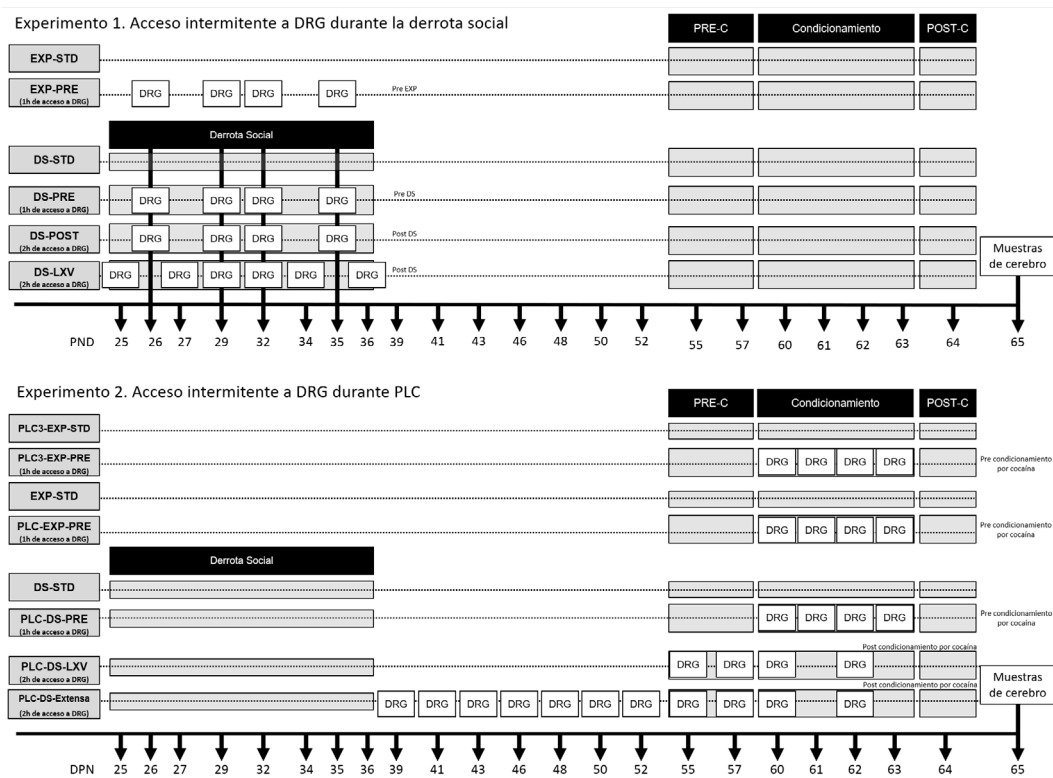 Experimento 1. Acceso intermitente a DRG durante la derrota social
PRE-C Condicionamiento POST-C
EXP-STD
EXP-PRE
(1h de acceso a DRG)
DRG DRG DRG DRG Pre EXP
Derrota Social
DS-STD
DS-PRE
(1h de acceso a DRG)
DRG DRG DRG DRG Pre DS
DS-POST
(2h de acceso a DRG)
DRG DRG DRG DRG Post DS
DS-LXV
(2h de acceso a DRG)
DRG DRG DRG DRG DRG DRG Post DS
Muestras
de cerebro
PND 25 26 27 29 32 34 35 36 39 41 43 46 48 50 52 55 57 60 61 62 63 64 65
Experimento 2. Acceso intermitente a DRG durante PLC
PRE-C Condicionamiento POST-C
PLC3-EXP-STD
PLC3-EXP-PRE
(1h de acceso a DRG)
DRG DRG DRG DRG
Pre condicionamiento
por cocaína
EXP-STD
PLC-EXP-PRE
(1h de acceso a DRG)
DRG DRG DRG DRG
Pre condicionamiento
por cocaína
Derrota Social
DS-STD
PLC-DS-PRE
(1h de acceso a DRG)
DRG DRG DRG DRG
Pre condicionamiento
por cocaína
Post condicionamiento por cocaína
PLC-DS-LXV
(2h de acceso a DRG)
DRG DRG DRG DRG
Post condicionamiento por cocaína
PLC-DS-Extensa
(2h de acceso a DRG)
DRG DRG DRG DRG DRG DRG DRG DRG DRG DRG DRG
Muestras
de cerebro
DPN 25 26 27 29 32 34 35 36 39 41 43 46 48 50 52 55 57 60 61 62 63 64 65